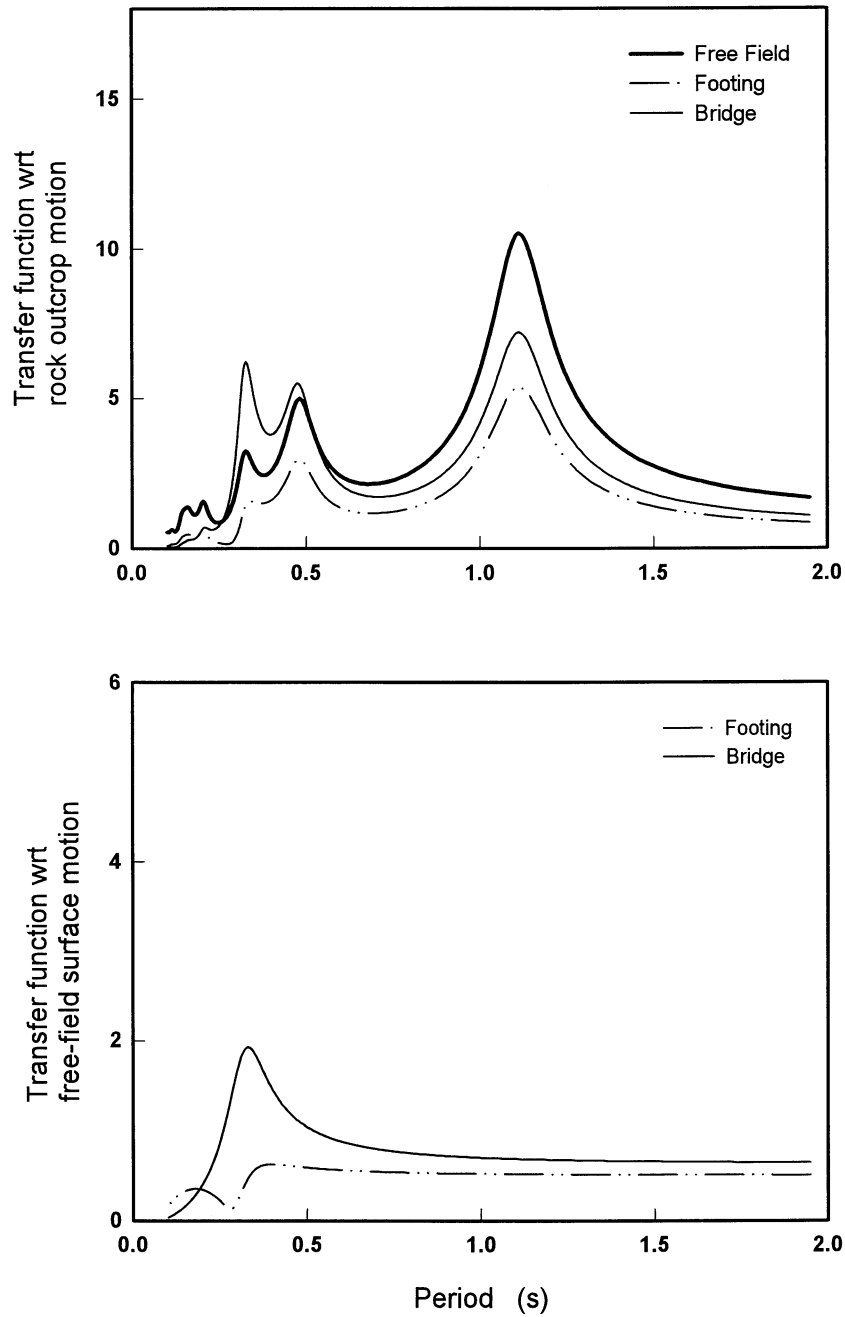 Transfer function wrt
rock outcrop motion
15
10
5
0
Free Field
Footing
Bridge
0.0 0.5 1.0 1.5 2.0
Transfer function wrt
free-field surface motion
6
4
2
0
Footing
Bridge
0.0 0.5 1.0 1.5 2.0
Period (s)